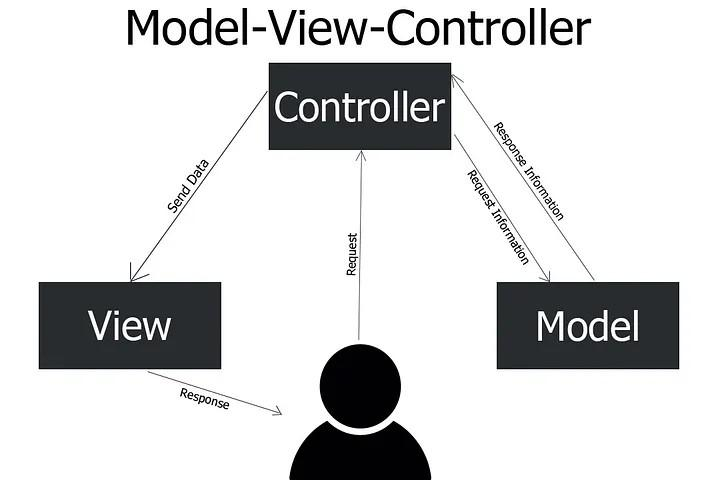 Model-View-Controller
Controller
Send Data
Request
Request Information
Response Information
View
Model
Response